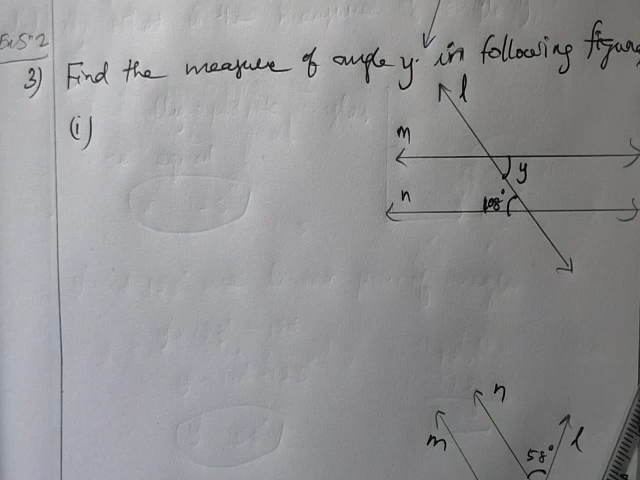 Ex 5.2
3) Find the measure of angle y. in following figure,
(i)
l
m
y
n
108°
n
m
58°
l